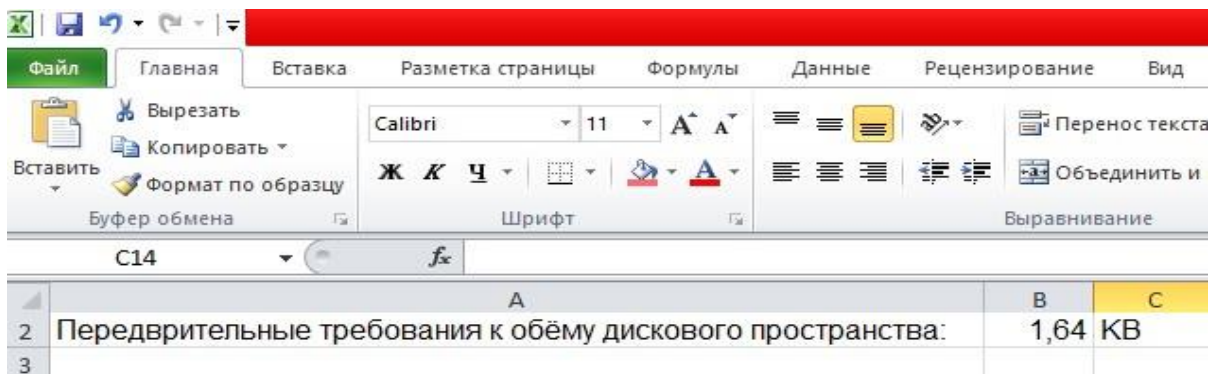 Файл Главная Вставка Разметка страницы Формулы Данные Рецензирование Вид
Вырезать
Копировать
Формат по образцу
Вставить
Calibri 11
Ж К Ч
Перенос текста
Объединить и
Буфер обмена Шрифт Выравнивание
C14 fx
A B C
2 Передврительные требования к обёму дискового пространства: 1,64 KB
3